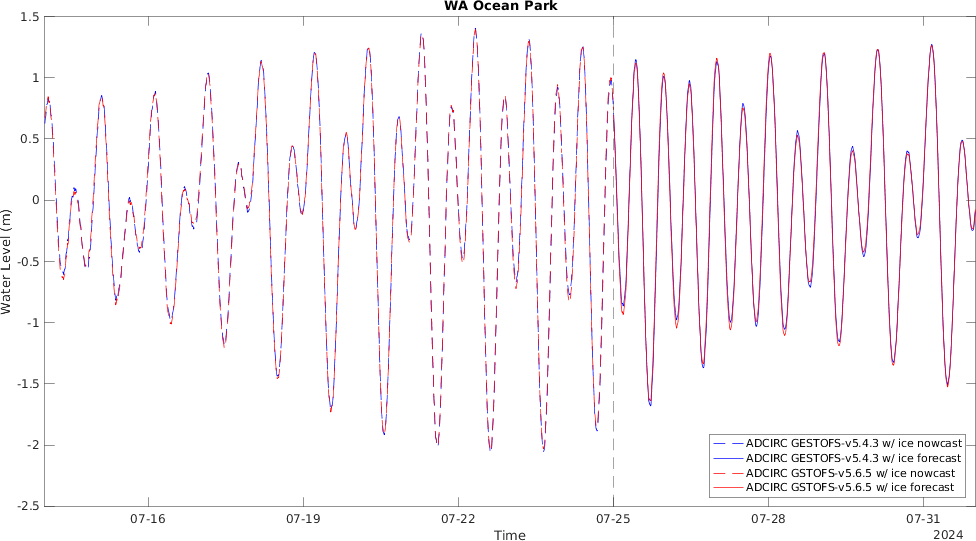 WA Ocean Park
1.5
1
0.5
0
-0.5
-1
-1.5
-2
-2.5
Water Level (m)
ADCIRC GESTOFS-v5.4.3 w/ ice nowcast
ADCIRC GESTOFS-v5.4.3 w/ ice forecast
ADCIRC GSTOFS-v5.6.5 w/ ice nowcast
ADCIRC GSTOFS-v5.6.5 w/ ice forecast
07-16 07-19 07-22 07-25 07-28 07-31
Time
2024